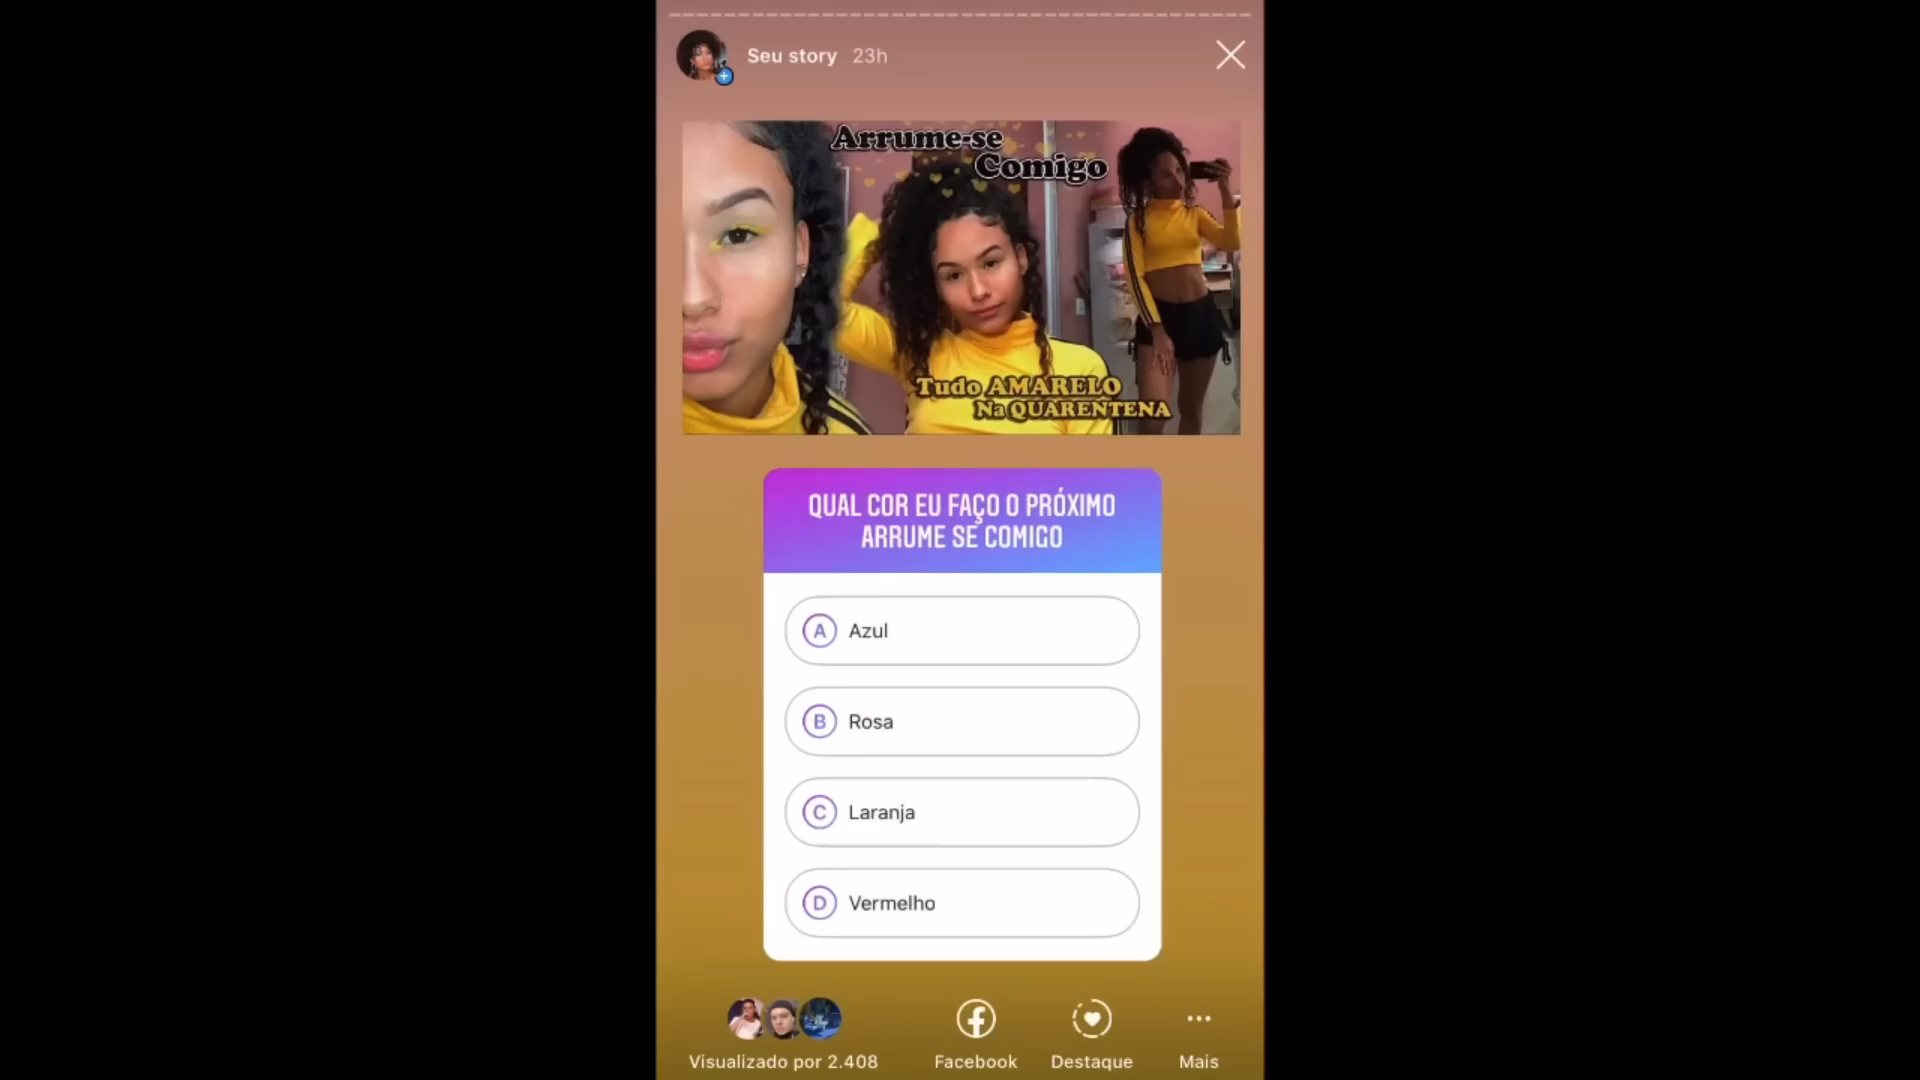 Seu story 23h
Arrume-se
Comigo
Tudo AMARELO
Na QUARENTENA
QUAL COR EU FAÇO O PRÓXIMO
ARRUME SE COMIGO
A Azul
B Rosa
C Laranja
D Vermelho
Visualizado por 2.408
Facebook
Destaque
Mais